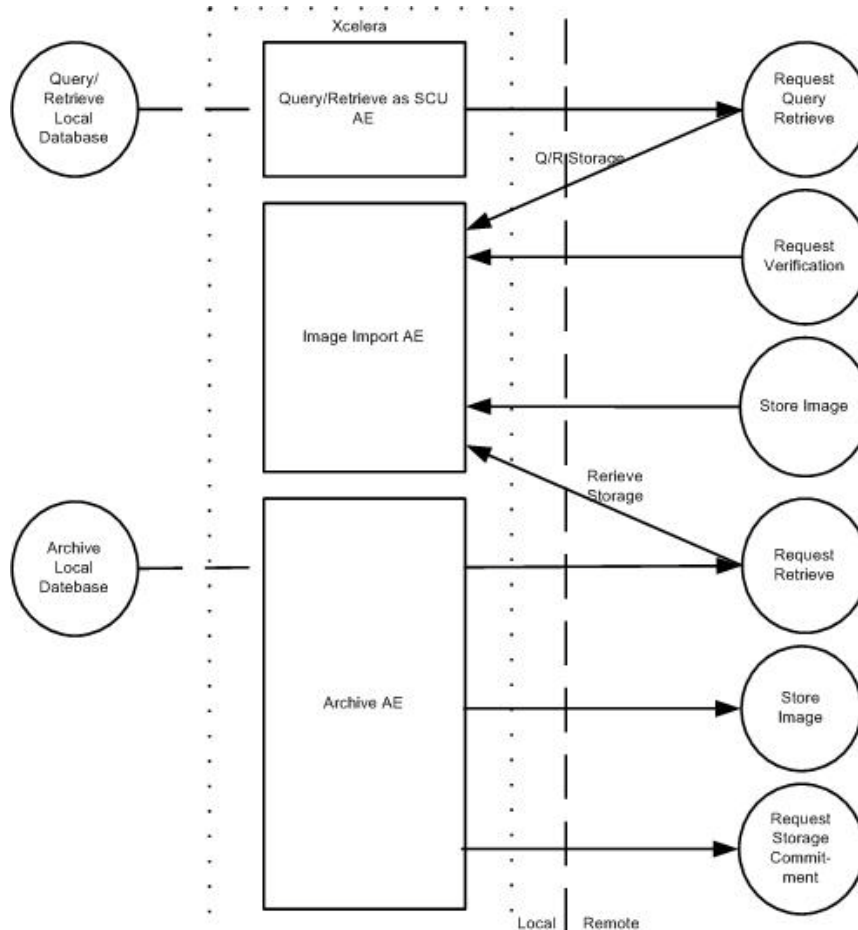 Xcelera
Query/
Retrieve
Local
Database
Query/Retrieve as SCU
AE
Request
Query
Retrieve
Q/R Storage
Request
Verification
Image Import AE
Store Image
Rerieve
Storage
Archive
Local
Datebase
Request
Retrieve
Archive AE
Store
Image
Request
Storage
Commit-
ment
Local
Remote